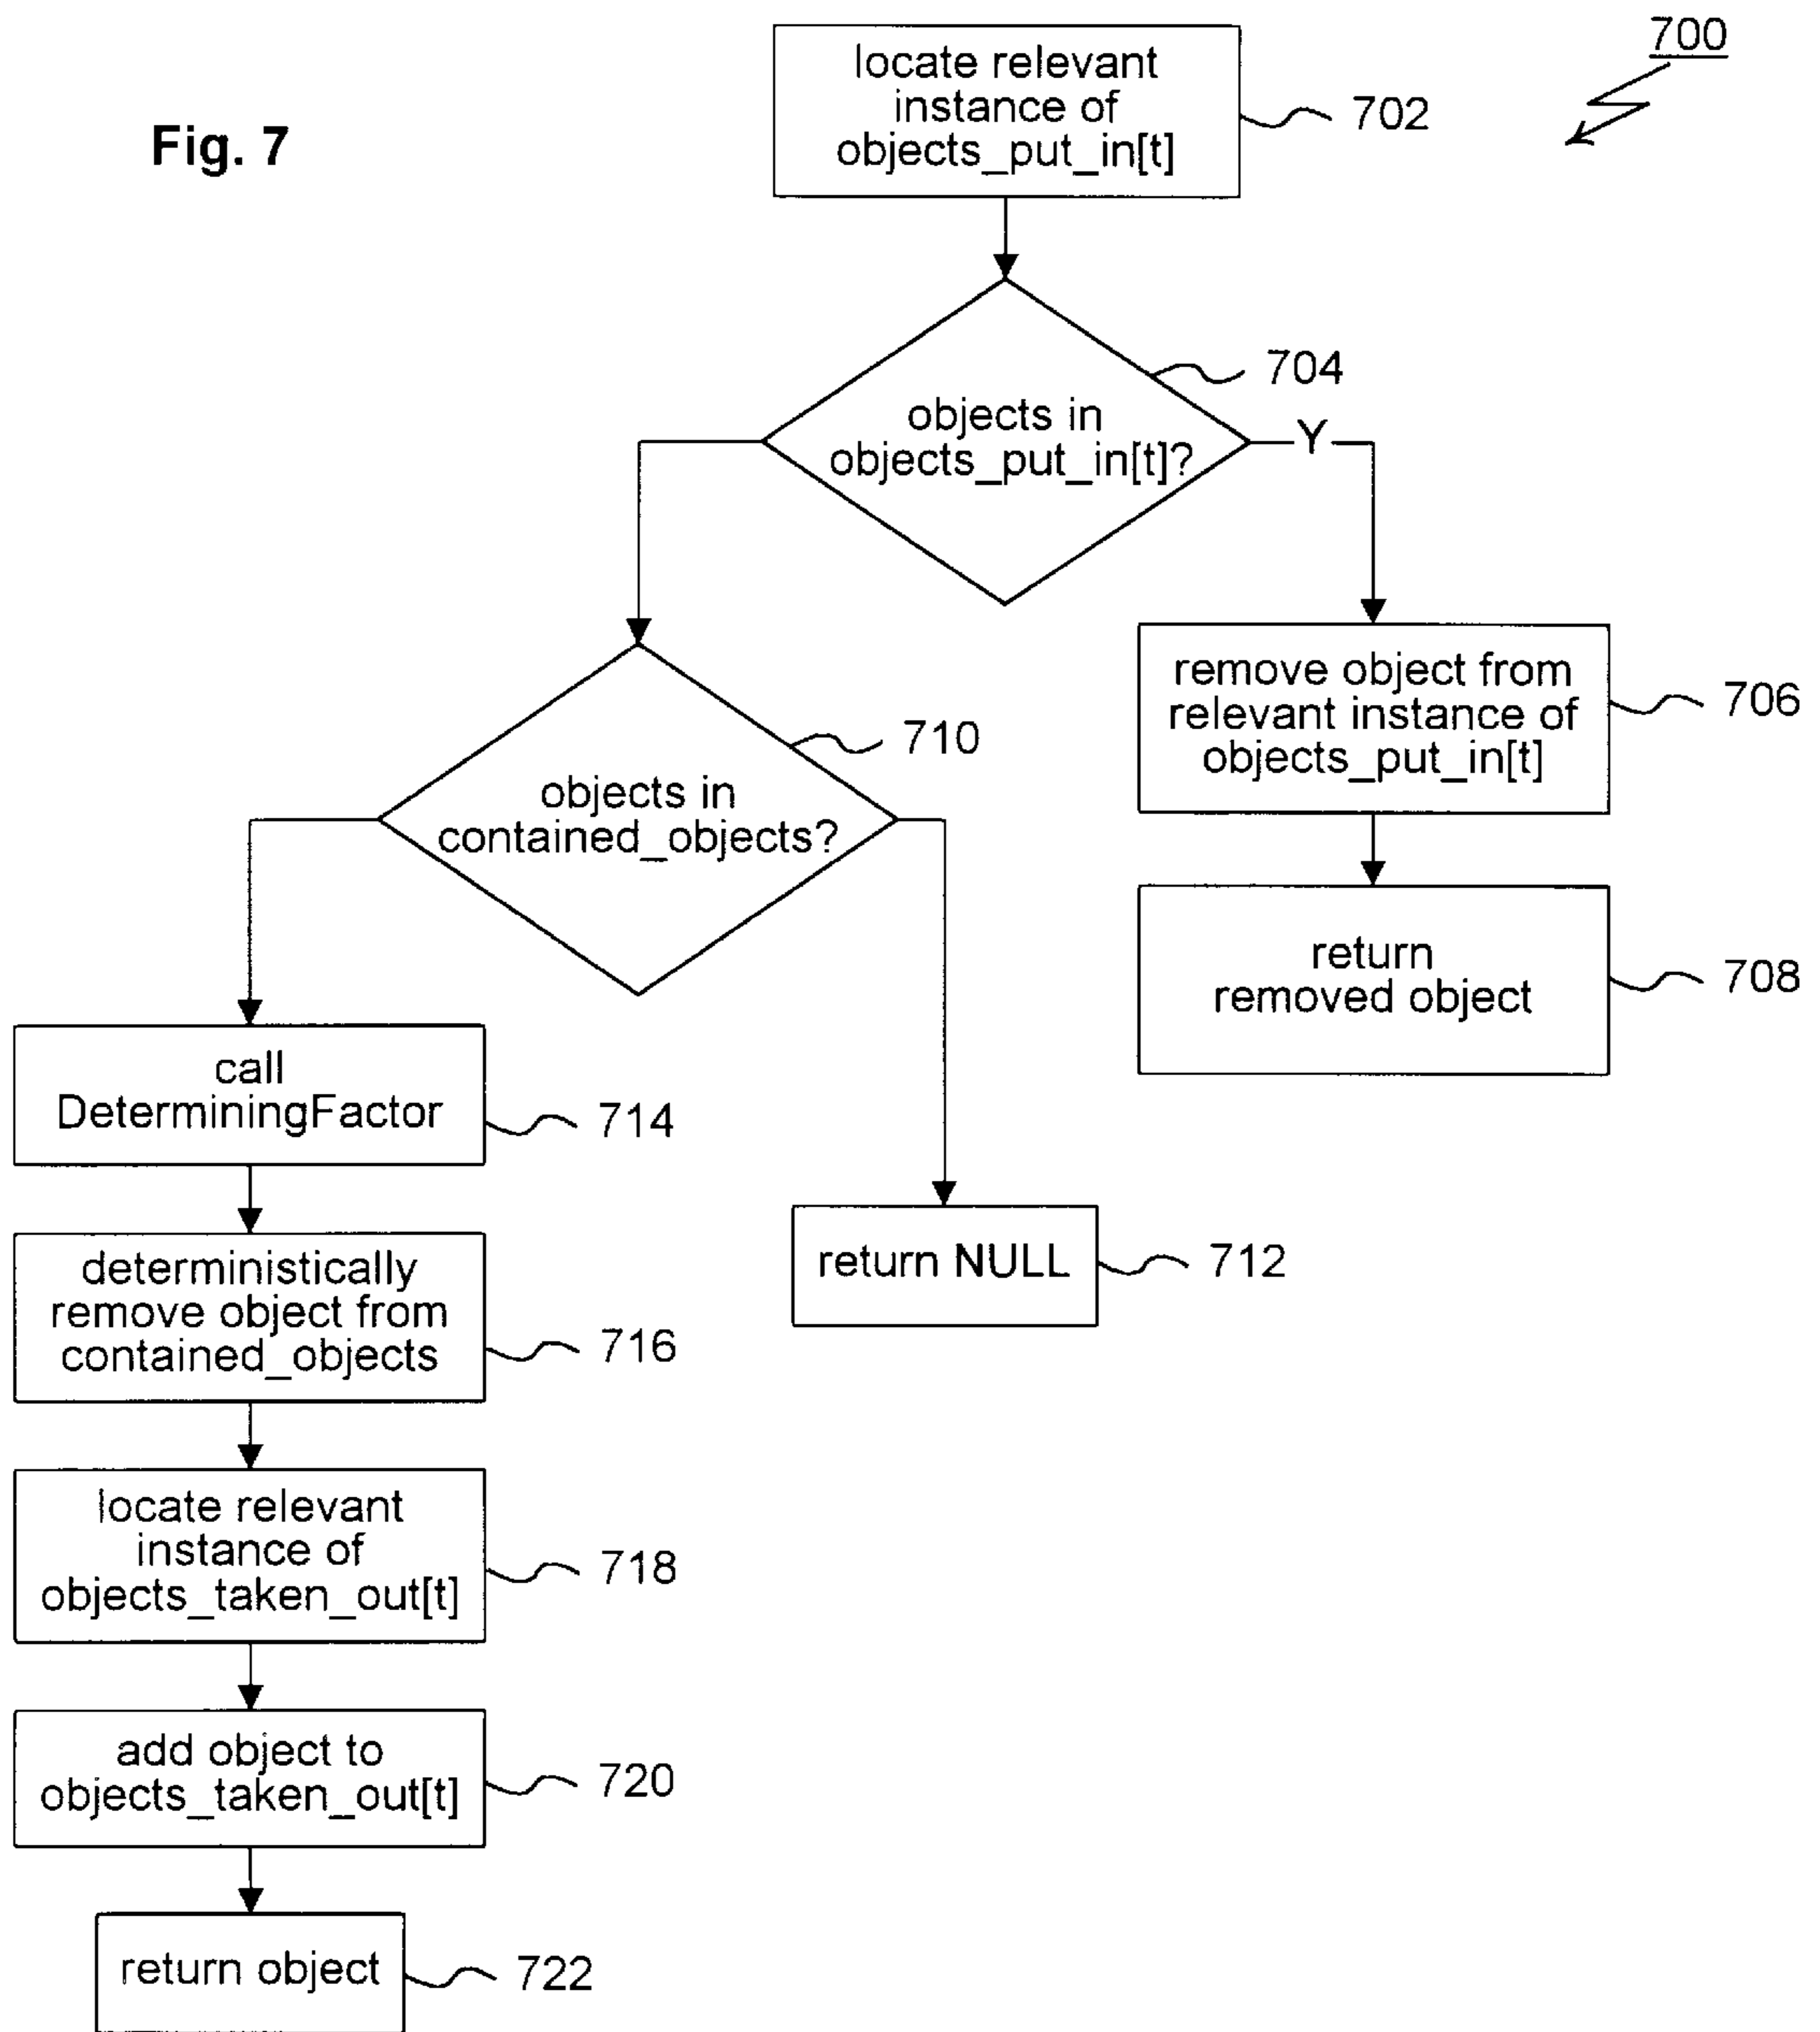 700
Fig. 7
locate relevant
instance of
objects_put_in[t]
702
704
objects in
objects_put_in[t]?
Y
remove object from
relevant instance of
objects_put_in[t]
706
710
objects in
contained_objects?
return
removed object
708
call
DeterminingFactor
714
return NULL
712
deterministically
remove object from
contained_objects
716
locate relevant
instance of
objects_taken_out[t]
718
add object to
objects_taken_out[t]
720
return object
722